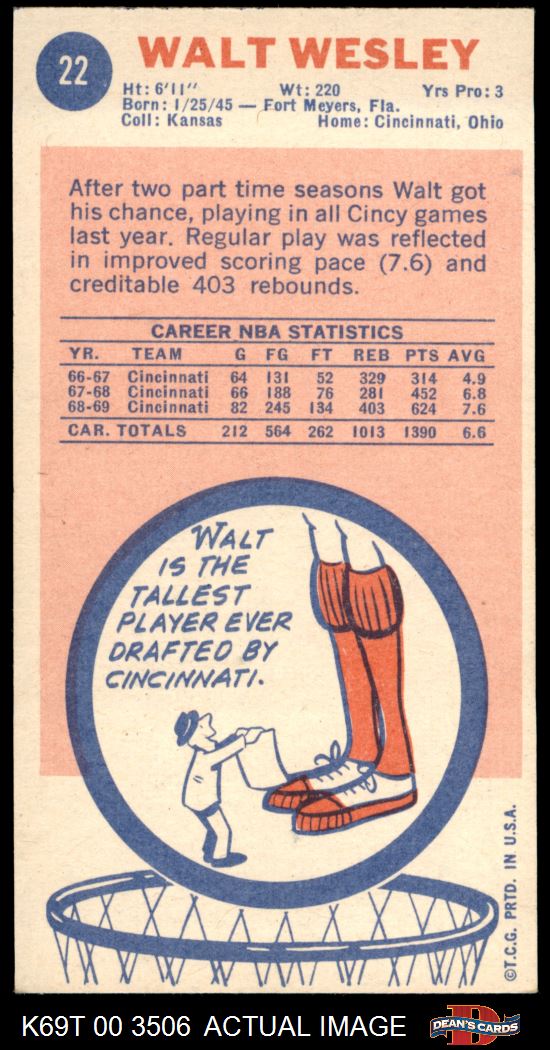 22
WALT WESLEY
Ht: 6'11" Wt: 220 Yrs Pro: 3
Born: 1/25/45 — Fort Meyers, Fla.
Coll: Kansas Home: Cincinnati, Ohio
After two part time seasons Walt got
his chance, playing in all Cincy games
last year. Regular play was reflected
in improved scoring pace (7.6) and
creditable 403 rebounds.
CAREER NBA STATISTICS
YR. TEAM G FG FT REB PTS AVG
66-67 Cincinnati 64 131 52 329 314 4.9
67-68 Cincinnati 66 188 76 281 452 6.8
68-69 Cincinnati 82 245 134 403 624 7.6
CAR. TOTALS 212 564 262 1013 1390 6.6
WALT
IS THE
TALLEST
PLAYER EVER
DRAFTED BY
CINCINNATI.
©T.C.G. PRTD. IN U.S.A.
K69T 00 3506 ACTUAL IMAGE
D
DEAN'S CARDS